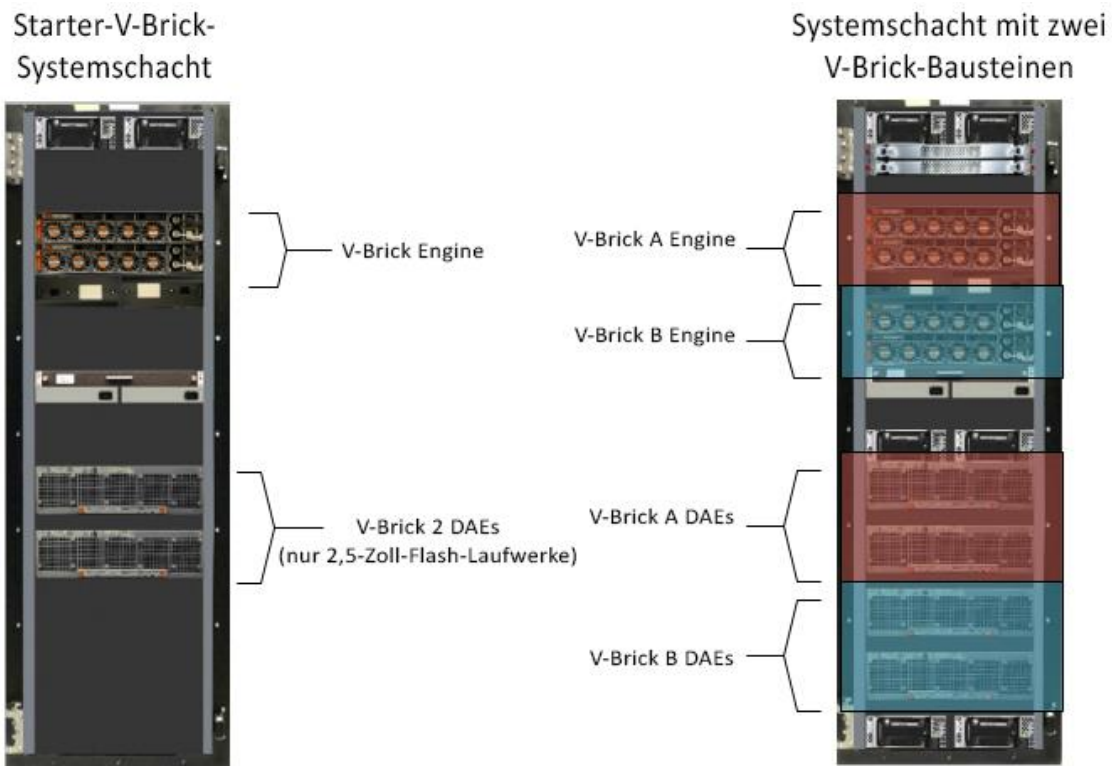 Starter-V-Brick-
Systemschacht
Systemschacht mit zwei
V-Brick-Bausteinen
V-Brick Engine
V-Brick 2 DAEs
(nur 2,5-Zoll-Flash-Laufwerke)
V-Brick A Engine
V-Brick B Engine
V-Brick A DAEs
V-Brick B DAEs